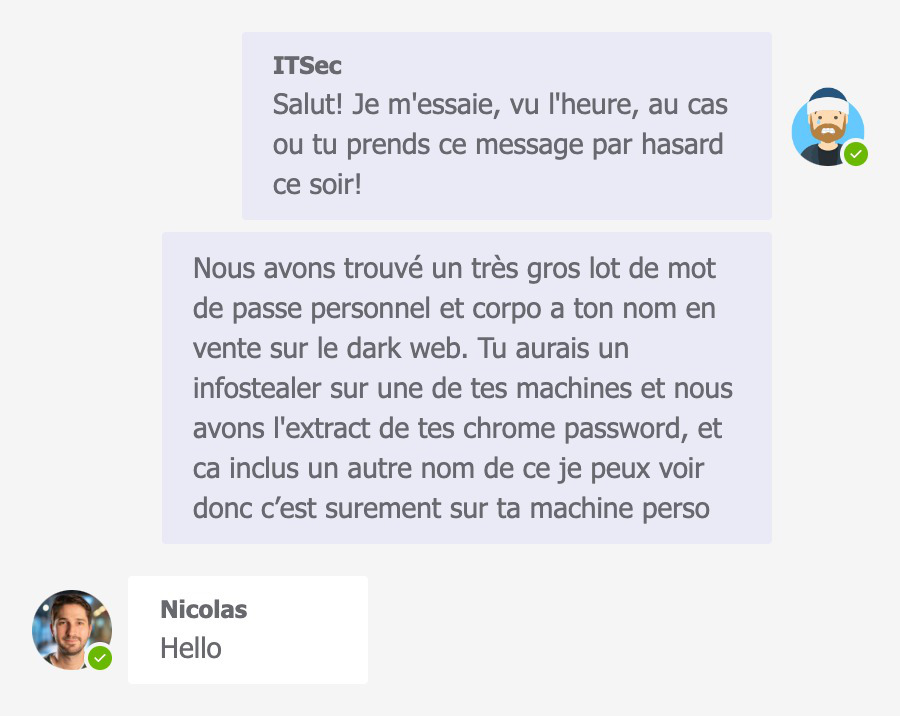 ITSec
Salut! Je m'essaie, vu l'heure, au cas
ou tu prends ce message par hasard
ce soir!
Nous avons trouvé un très gros lot de mot
de passe personnel et corpo a ton nom en
vente sur le dark web. Tu aurais un
infostealer sur une de tes machines et nous
avons l'extract de tes chrome password, et
ca inclus un autre nom de ce je peux voir
donc c’est surement sur ta machine perso
Nicolas
Hello